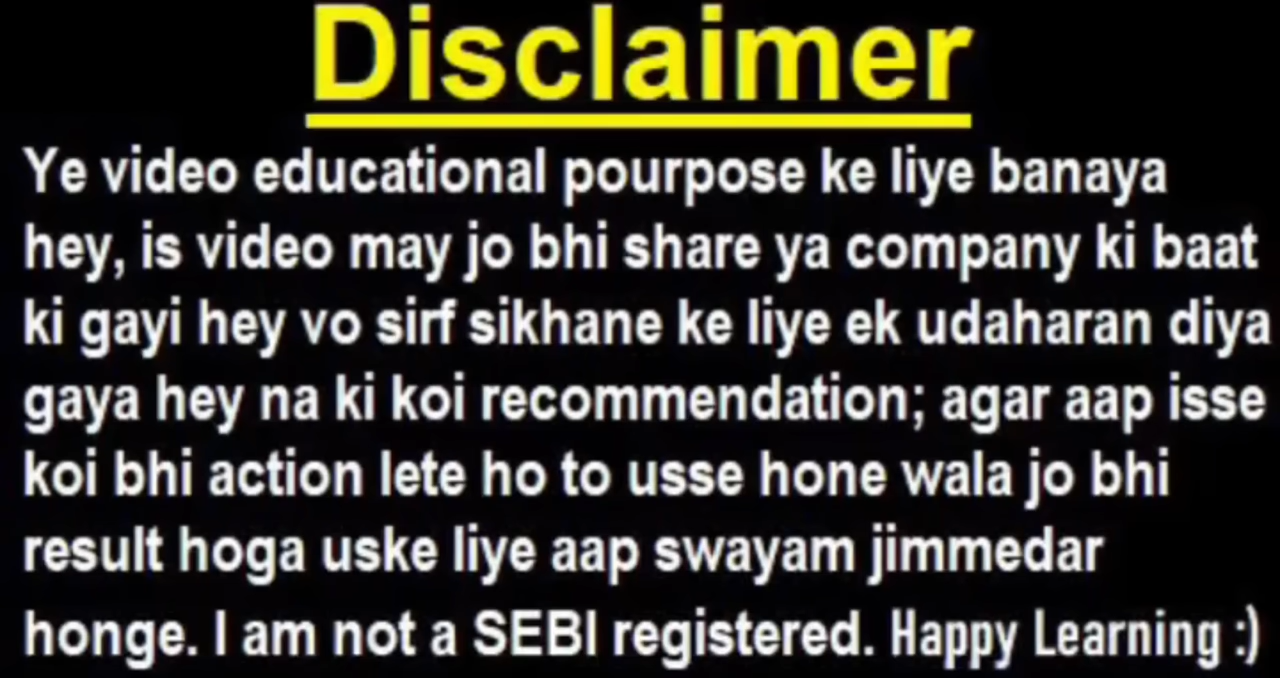 Disclaimer
Ye video educational pourpose ke liye banaya
hey, is video may jo bhi share ya company ki baat
ki gayi hey vo sirf sikhane ke liye ek udaharan diya
gaya hey na ki koi recommendation; agar aap isse
koi bhi action lete ho to usse hone wala jo bhi
result hoga uske liye aap swayam jimmedar
honge. I am not a SEBI registered. Happy Learning :)